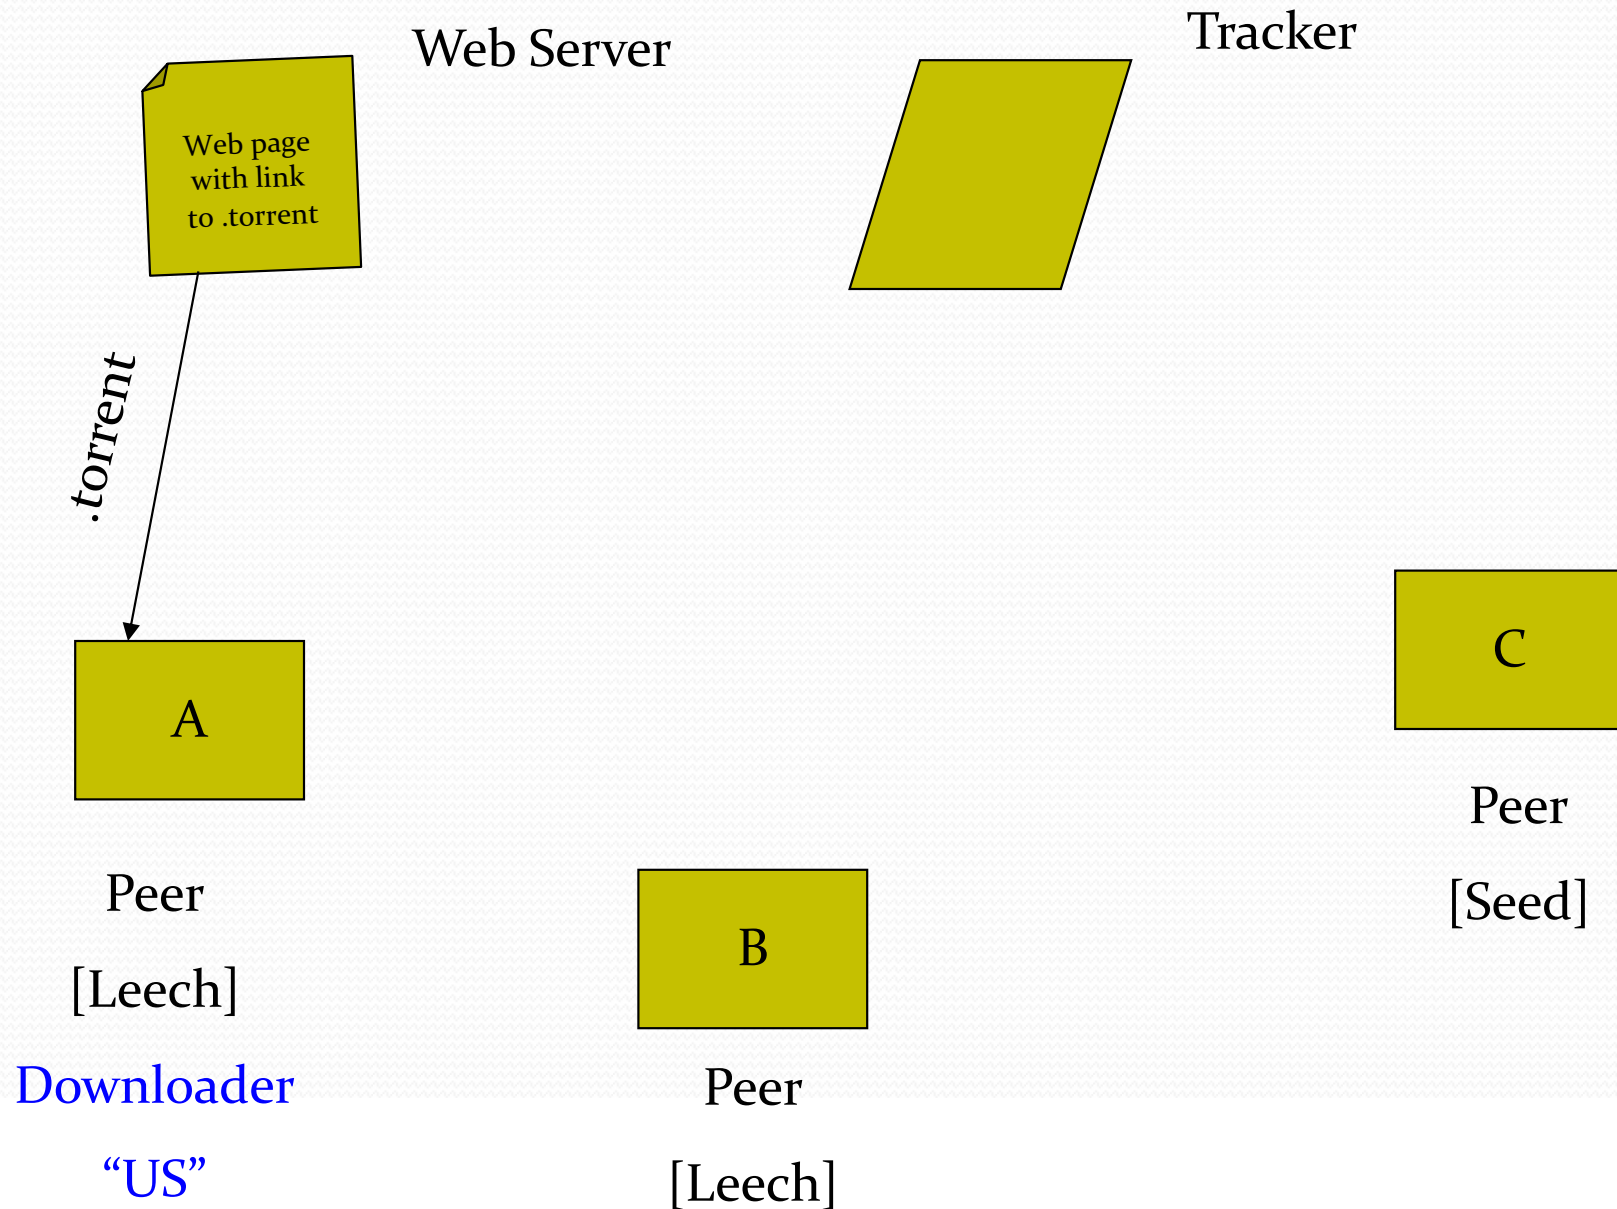 Web Server
Tracker
Web page
with link
to .torrent
.torrent
A
Peer
[Leech]
Downloader
“US”
B
Peer
[Leech]
C
Peer
[Seed]